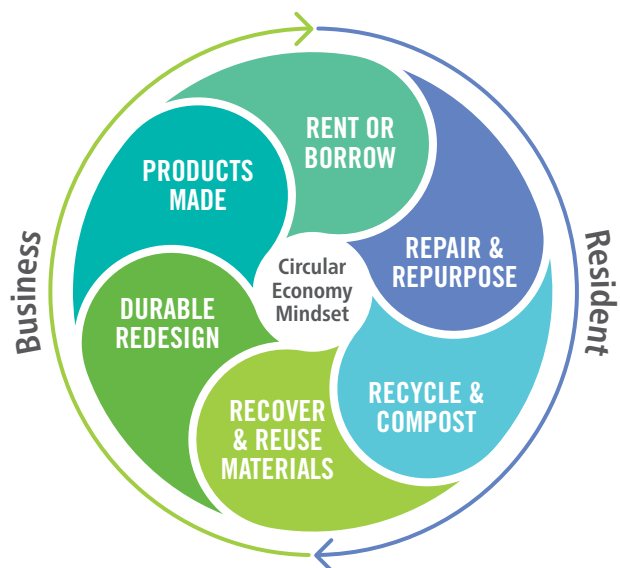 RENT OR
BORROW
REPAIR &
REPURPOSE
RECYCLE &
COMPOST
RECOVER
& REUSE
MATERIALS
DURABLE
REDESIGN
PRODUCTS
MADE
Circular
Economy
Mindset
Business
Resident